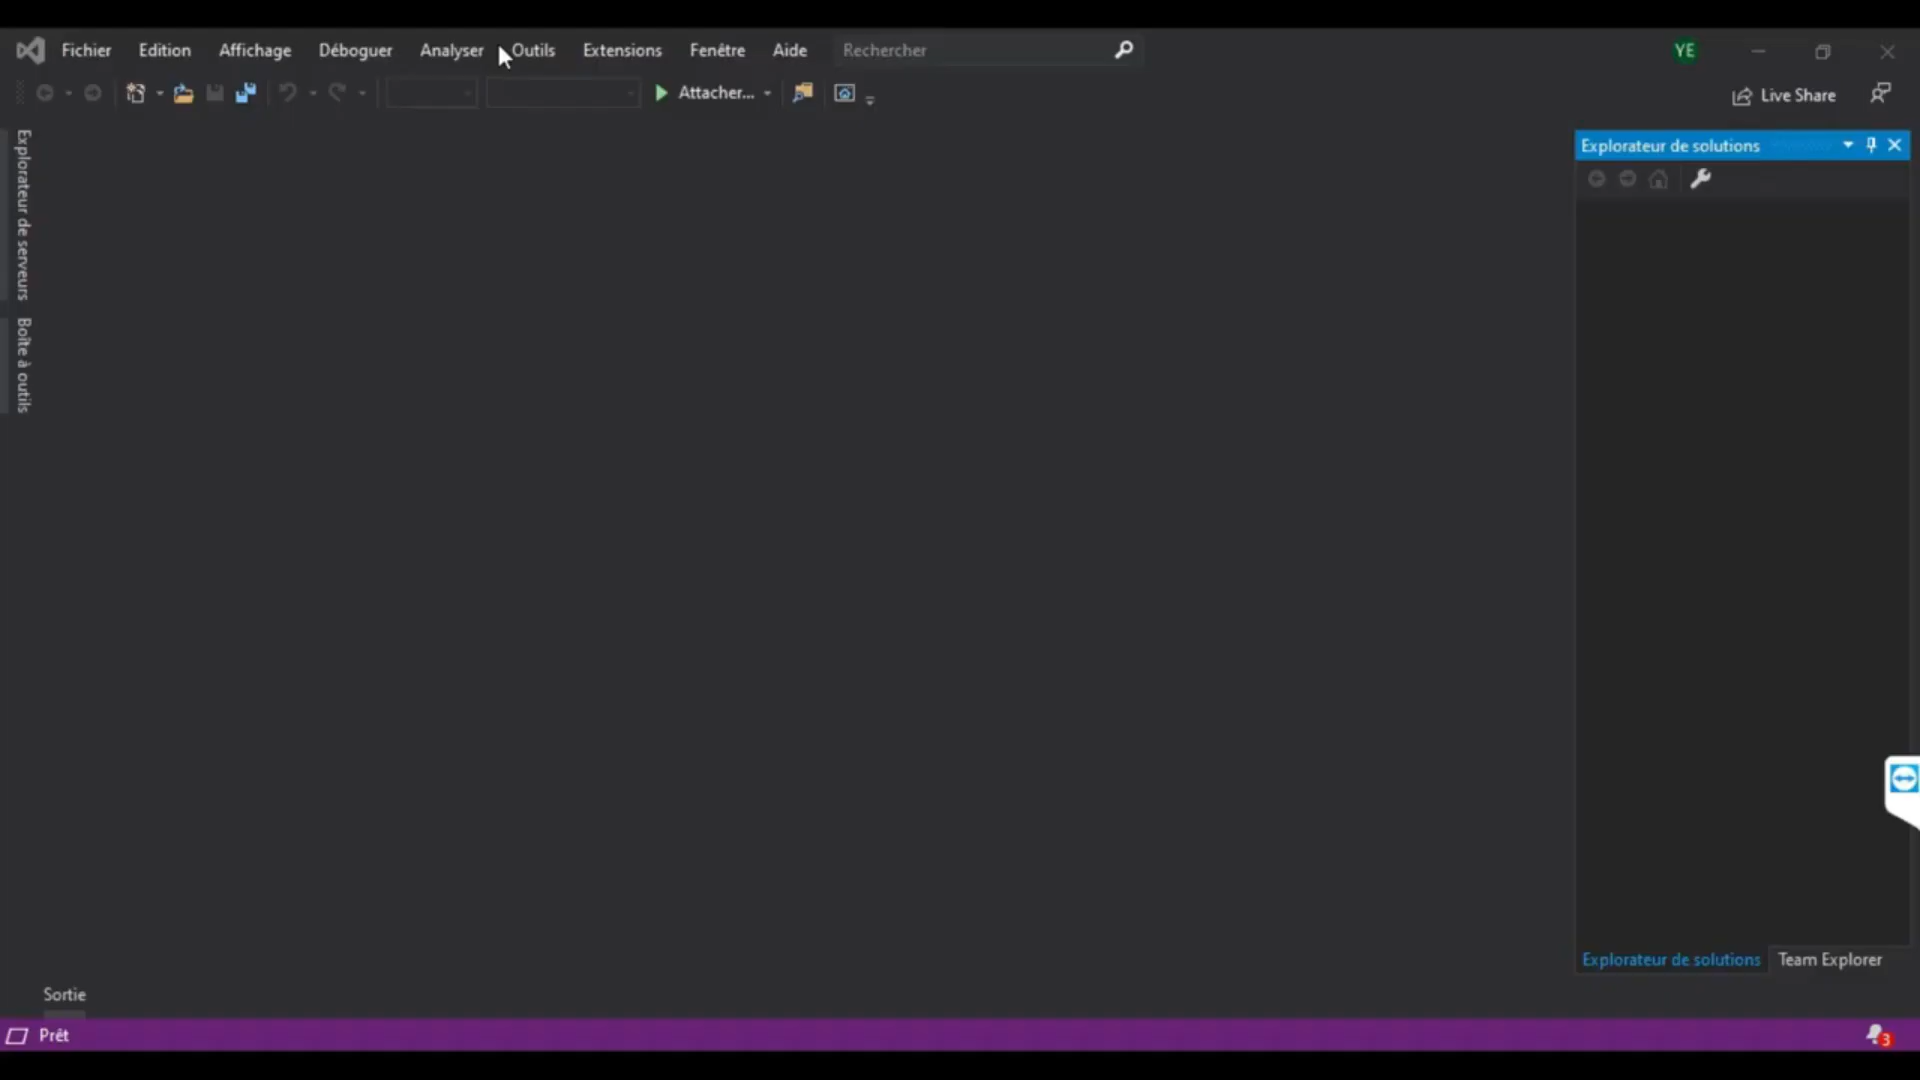 Fichier Edition Affichage Déboguer Analyser Outils Extensions Fenêtre Aide Rechercher YE
Attacher... Live Share
Explorateur de serveurs
Boîte à outils
Explorateur de solutions
Explorateur de solutions Team Explorer
Sortie
Prêt 3